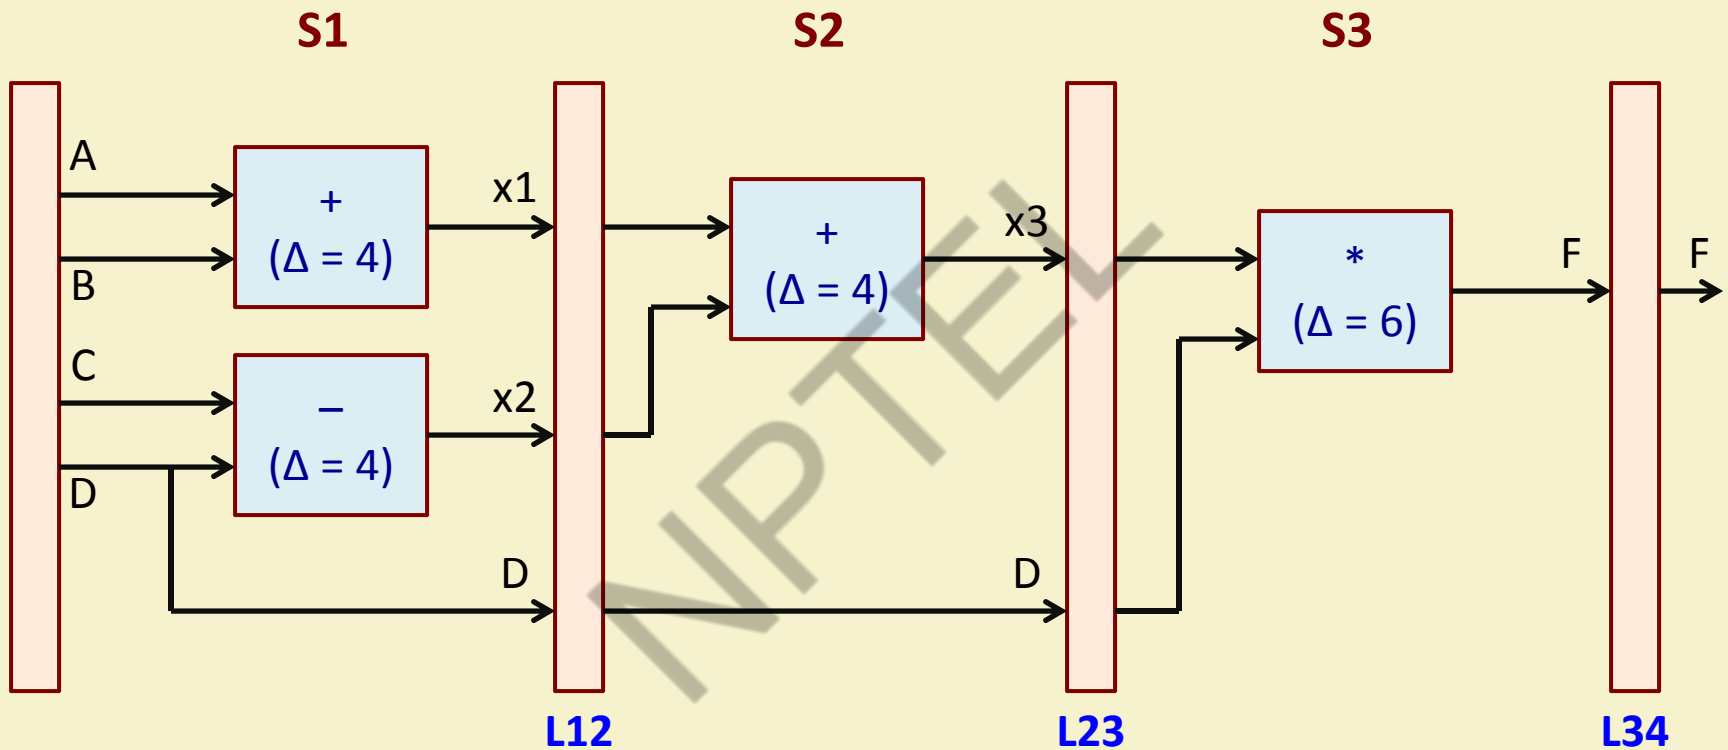 S1 S2 S3
A
B
+
(Δ = 4)
x1
C
D
–
(Δ = 4)
x2
D
+
(Δ = 4)
x3
D
*
(Δ = 6)
F
F
NPTEL
L12 L23 L34